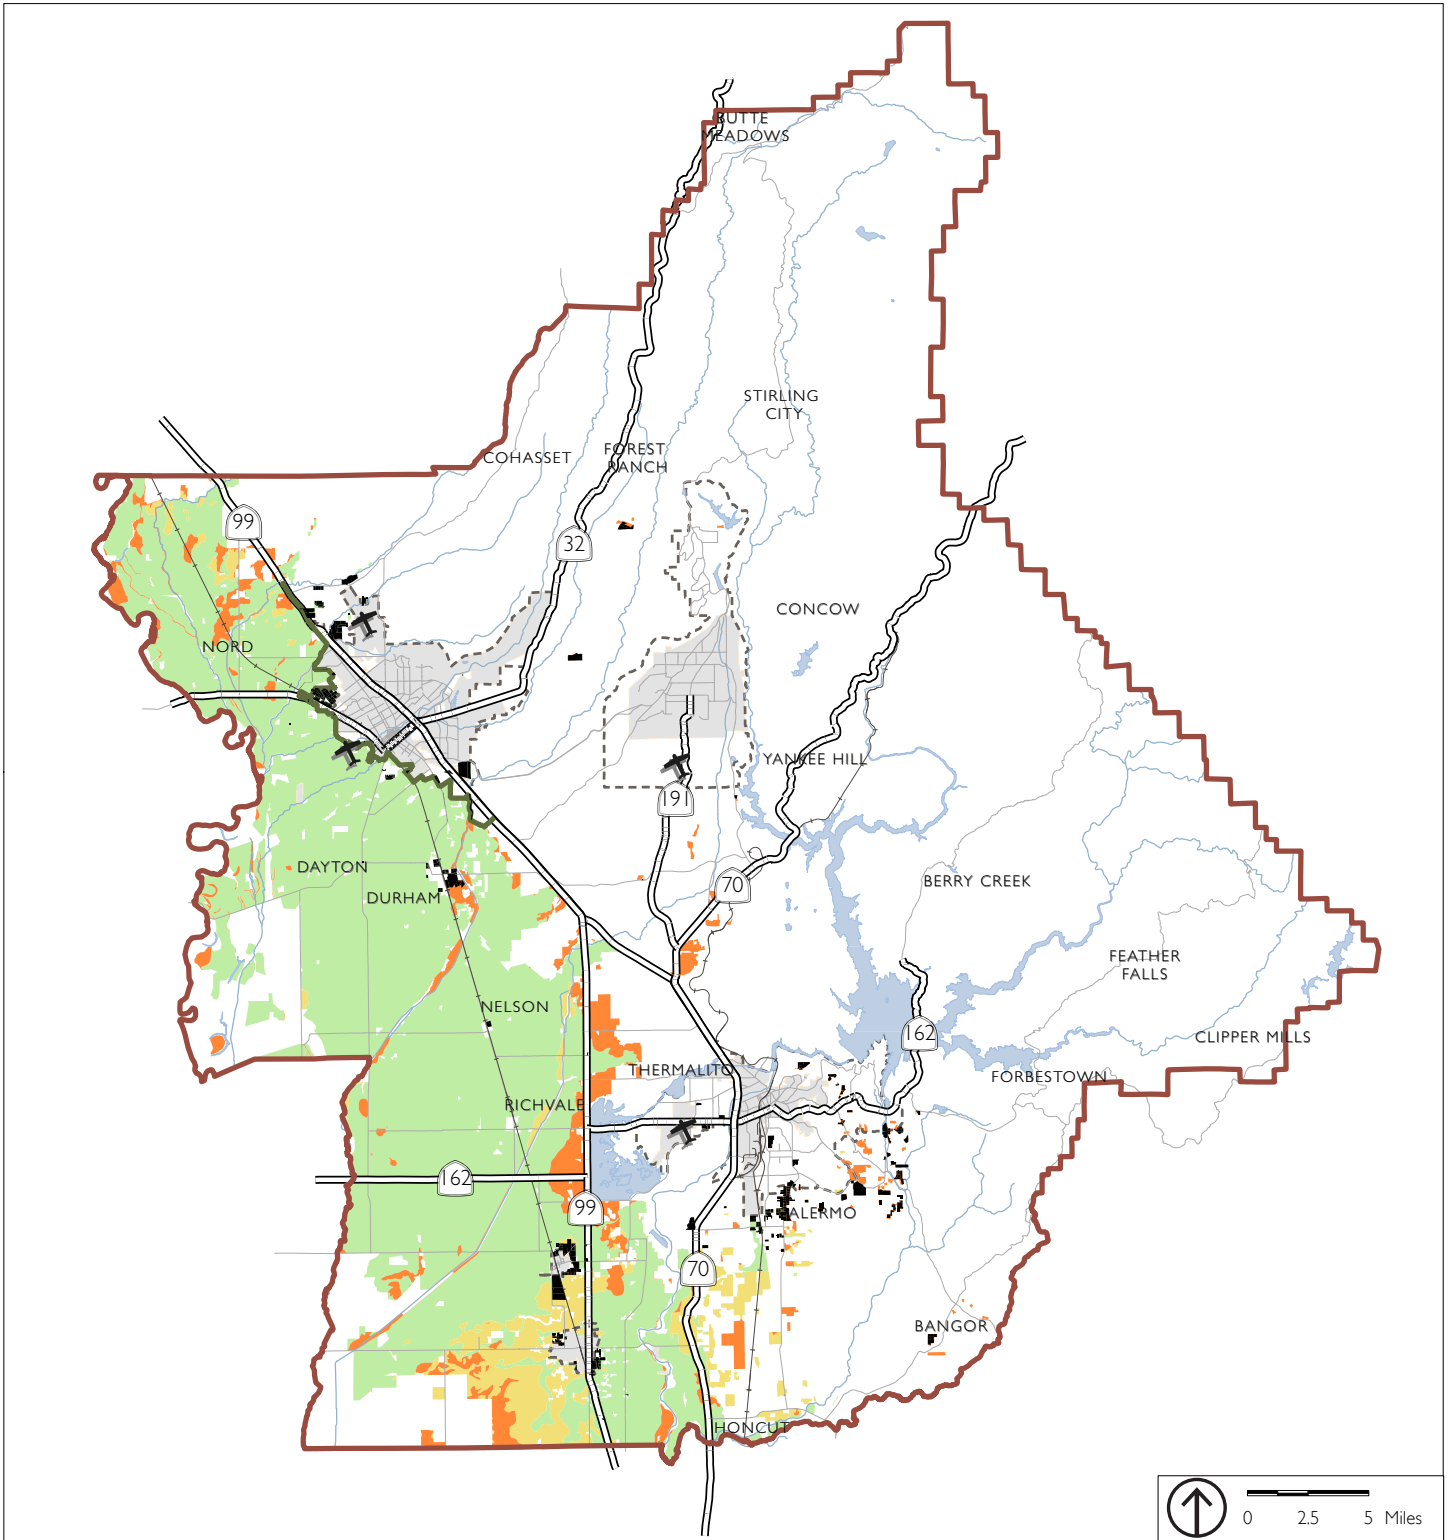 BUTTE
MEADOWS
STIRLING
CITY
COHASSET
FOREST
RANCH
99
32
CONCOW
NORD
YANKEE HILL
191
DAYTON
DURHAM
70
BERRY CREEK
FEATHER
FALLS
NELSON
162
CLIPPER MILLS
THERMALITO
FORBESTOWN
RICHVALE
162
99
PALERMO
70
BANGOR
HONCUT
0 2.5 5 Miles